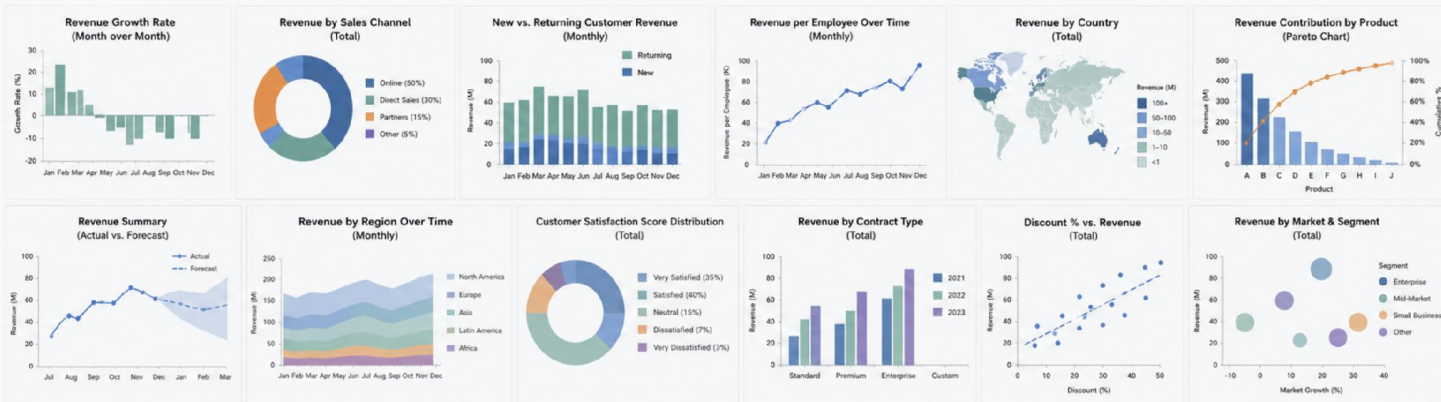 Revenue Growth Rate
(Month over Month)
Growth Rate (%)
30
20
10
0
-10
-20
Jan Feb Mar Apr May Jun Jul Aug Sep Oct Nov Dec
Revenue by Sales Channel
(Total)
Online (50%)
Direct Sales (30%)
Partners (15%)
Other (5%)
New vs. Returning Customer Revenue
(Monthly)
Returning
New
Revenue (M)
100
80
60
40
20
0
Jan Feb Mar Apr May Jun Jul Aug Sep Oct Nov Dec
Revenue per Employee Over Time
(Monthly)
Revenue per Employee (K)
100
80
60
40
20
0
Jan Feb Mar Apr May Jun Jul Aug Sep Oct Nov Dec
Revenue by Country
(Total)
Revenue (M)
100+
50-100
10-50
1-10
<1
Revenue Contribution by Product
(Pareto Chart)
Revenue (M)
500
400
300
200
100
0
100%
80%
60%
40%
20%
0%
Cumulative %
A B C D E F G H I J
Product
Revenue Summary
(Actual vs. Forecast)
Actual
Forecast
Revenue (M)
100
80
60
40
20
0
Jul Aug Sep Oct Nov Dec Jan Feb Mar
Revenue by Region Over Time
(Monthly)
Revenue (M)
250
200
150
100
50
0
Jan Feb Mar Apr May Jun Jul Aug Sep Oct Nov Dec
North America
Europe
Asia
Latin America
Africa
Customer Satisfaction Score Distribution
(Total)
Very Satisfied (35%)
Satisfied (40%)
Neutral (15%)
Dissatisfied (7%)
Very Dissatisfied (3%)
Revenue by Contract Type
(Total)
Revenue (M)
100
80
60
40
20
0
Standard Premium Enterprise Custom
2021
2022
2023
Discount % vs. Revenue
(Total)
Revenue (M)
100
80
60
40
20
0
0 10 20 30 40 50
Discount (%)
Revenue by Market & Segment
(Total)
Revenue (M)
100
80
60
40
20
0
-10 0 10 20 30 40
Market Growth (%)
Segment
Enterprise
Mid-Market
Small Business
Other